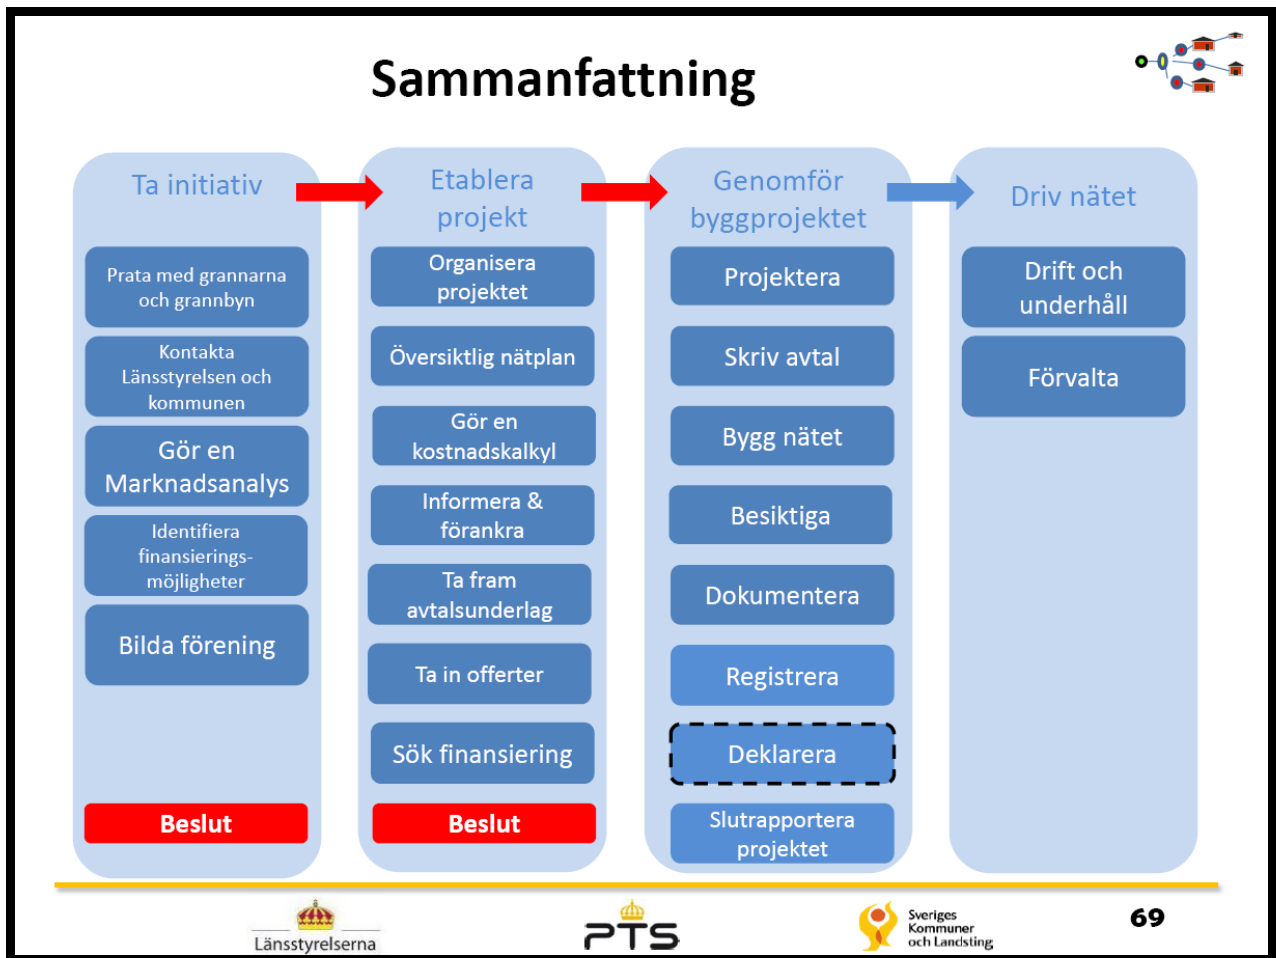 Sammanfattning
Ta initiativ
Prata med grannarna
och grannbyn
Kontakta
Länsstyrelsen och
kommunen
Gör en
Marknadsanalys
Identifiera
finansierings-
möjligheter
Bilda förening
Beslut
Etablera
projekt
Organisera
projektet
Översiktlig nätplan
Gör en
kostnadskalkyl
Informera &
förankra
Ta fram
avtalsunderlag
Ta in offerter
Sök finansiering
Beslut
Genomför
byggprojektet
Projektera
Skriv avtal
Bygg nätet
Besiktiga
Dokumentera
Registrera
Deklarera
Slutrapportera
projektet
Driv nätet
Drift och
underhåll
Förvalta
Länsstyrelserna
PTS
Sveriges
Kommuner
och Landsting
69